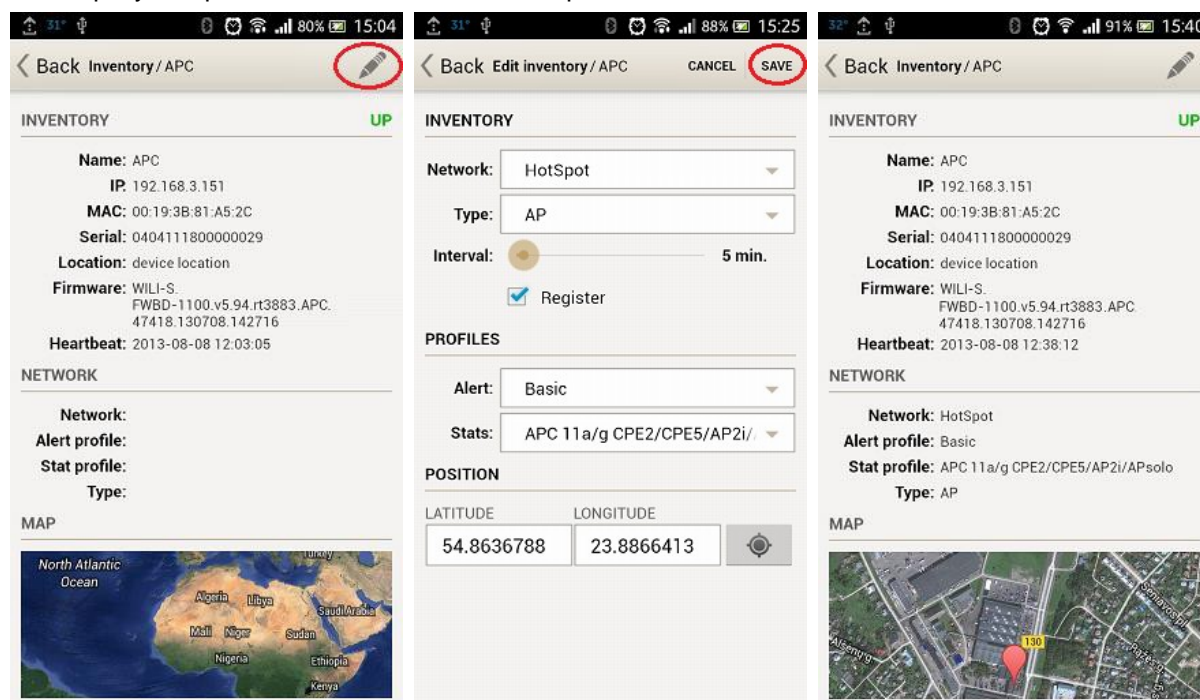 31° 80% 15:04
Back Inventory / APC
INVENTORY UP
Name: APC
IP: 192.168.3.151
MAC: 00:19:3B:81:A5:2C
Serial: 0404111800000029
Location: device location
Firmware: WILI-S.
FWBD-1100.v5.94.rt3883.APC.
47418.130708.142716
Heartbeat: 2013-08-08 12:03:05
NETWORK
Network:
Alert profile:
Stat profile:
Type:
MAP
North Atlantic
Ocean
Turkey
Algeria Libya
Saudi Arabia
Mali Niger Sudan
Nigeria Ethiopia
Kenya
31° 88% 15:25
Back Edit inventory / APC CANCEL SAVE
INVENTORY
Network: HotSpot
Type: AP
Interval: 5 min.
Register
PROFILES
Alert: Basic
Stats: APC 11a/g CPE2/CPE5/AP2i/
POSITION
LATITUDE LONGITUDE
54.8636788 23.8866413
32° 91% 15:40
Back Inventory / APC
INVENTORY UP
Name: APC
IP: 192.168.3.151
MAC: 00:19:3B:81:A5:2C
Serial: 0404111800000029
Location: device location
Firmware: WILI-S.
FWBD-1100.v5.94.rt3883.APC.
47418.130708.142716
Heartbeat: 2013-08-08 12:38:12
NETWORK
Network: HotSpot
Alert profile: Basic
Stat profile: APC 11a/g CPE2/CPE5/AP2i/APsolo
Type: AP
MAP
130